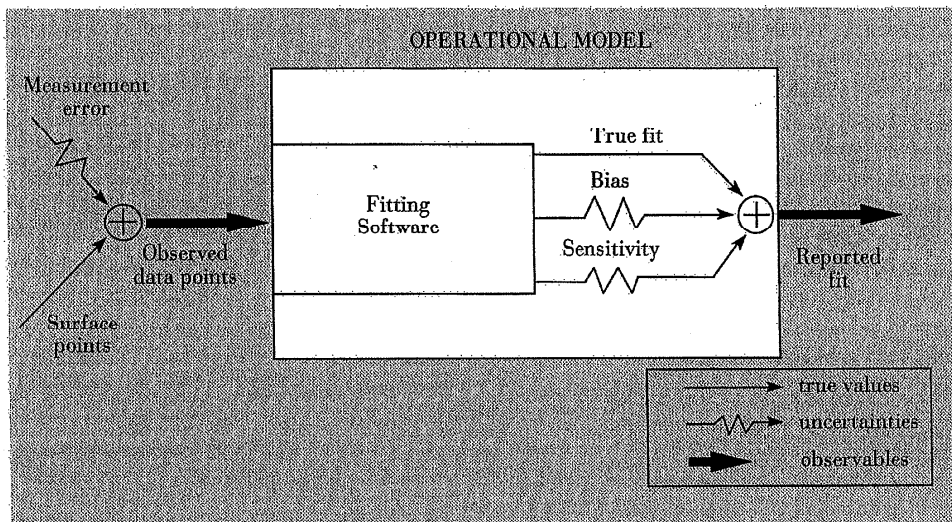 OPERATIONAL MODEL
Measurement
error
True fit
Bias
Fitting
Software
Sensitivity
Observed
data points
Reported
fit
Surface
points
true values
uncertainties
observables